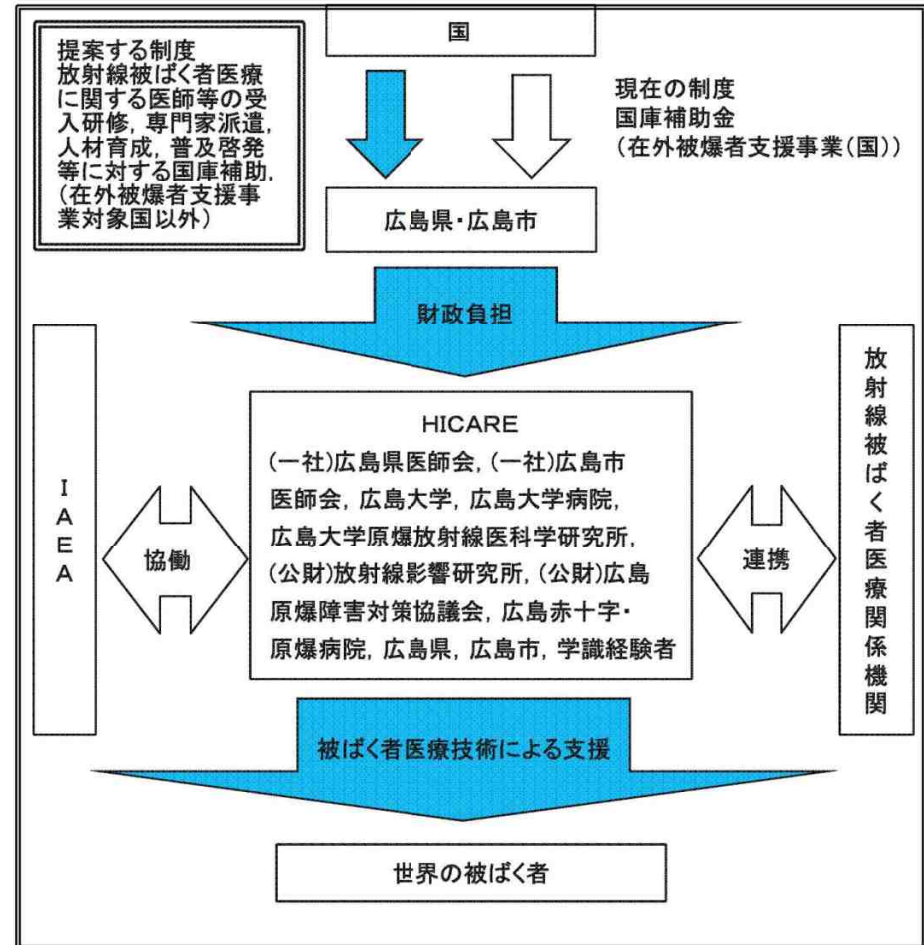 国
提案する制度
放射線被ばく者医療
に関する医師等の受
入研修，専門家派遣，
人材育成，普及啓発
等に対する国庫補助，
（在外被爆者支援事
業対象国以外）
現在の制度
国庫補助金
（在外被爆者支援事業（国））
広島県・広島市
財政負担
IAEA
協働
HICARE
（一社）広島県医師会，（一社）広島市
医師会，広島大学，広島大学病院，
広島大学原爆放射線医科学研究所，
（公財）放射線影響研究所，（公財）広島
原爆障害対策協議会，広島赤十字・
原爆病院，広島県，広島市，学識経験者
連携
放射線被ばく者医療関係機関
被ばく者医療技術による支援
世界の被ばく者